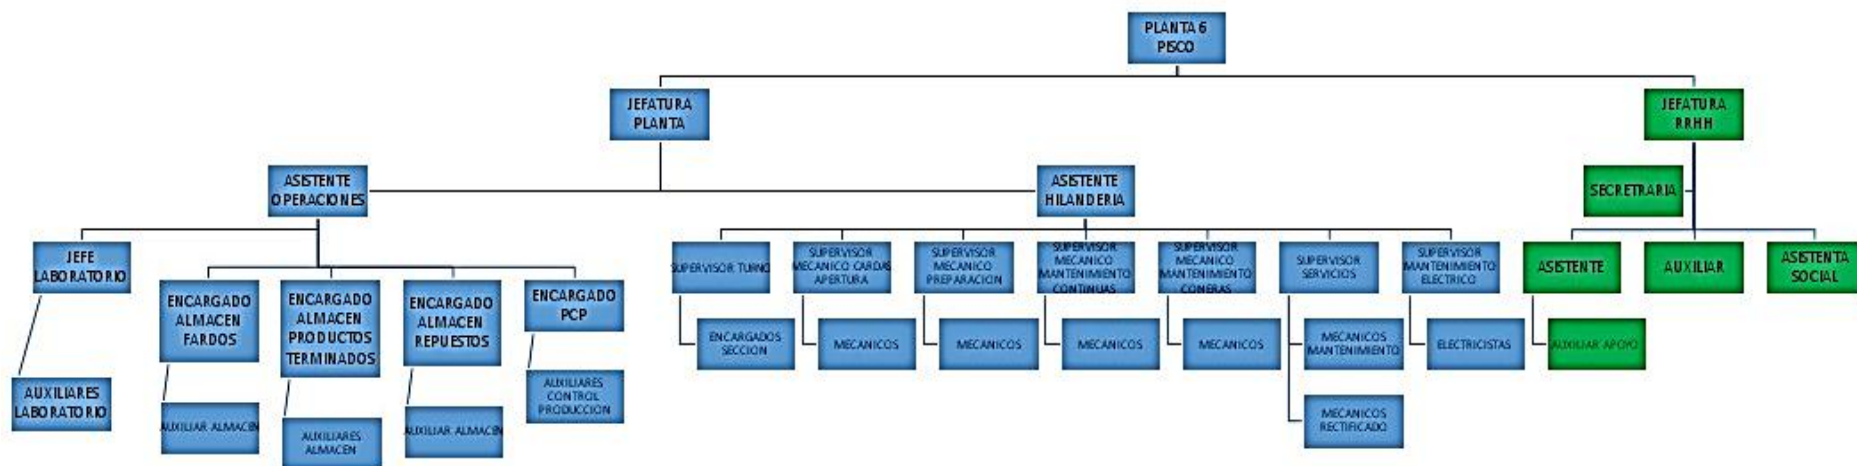 PLANTA 6
PISCO
JEFATURA
PLANTA
JEFATURA
RRHH
ASISTENTE
OPERACIONES
ASISTENTE
HILANDERIA
SECRETRARIA
JEFE
LABORATORIO
SUPERVISOR TURNO
SUPERVISOR
MECANICO CARDAS
APERTURA
SUPERVISOR
MECANICO
PREPARACION
SUPERVISOR
MECANICO
MANTENIMIENTO
CONTINUAS
SUPERVISOR
MECANICO
MANTENIMIENTO
CONERAS
SUPERVISOR
SERVICIOS
SUPERVISOR
MANTENIMIENTO
ELECTRICO
ASISTENTE
AUXILIAR
ASISTENTA
SOCIAL
ENCARGADO
ALMACEN
FARDOS
ENCARGADO
ALMACEN
PRODUCTOS
TERMINADOS
ENCARGADO
ALMACEN
REPUESTOS
ENCARGADO
PCP
ENCARGADOS
SECCION
MECANICOS
MECANICOS
MECANICOS
MECANICOS
MECANICOS
MANTENIMIENTO
ELECTRICISTAS
AUXILIAR APOYO
AUXILIARES
LABORATORIO
AUXILIAR ALMACEN
AUXILIARES
ALMACEN
AUXILIAR ALMACEN
AUXILIARES
CONTROL
PRODUCCION
MECANICOS
RECTIFICADO